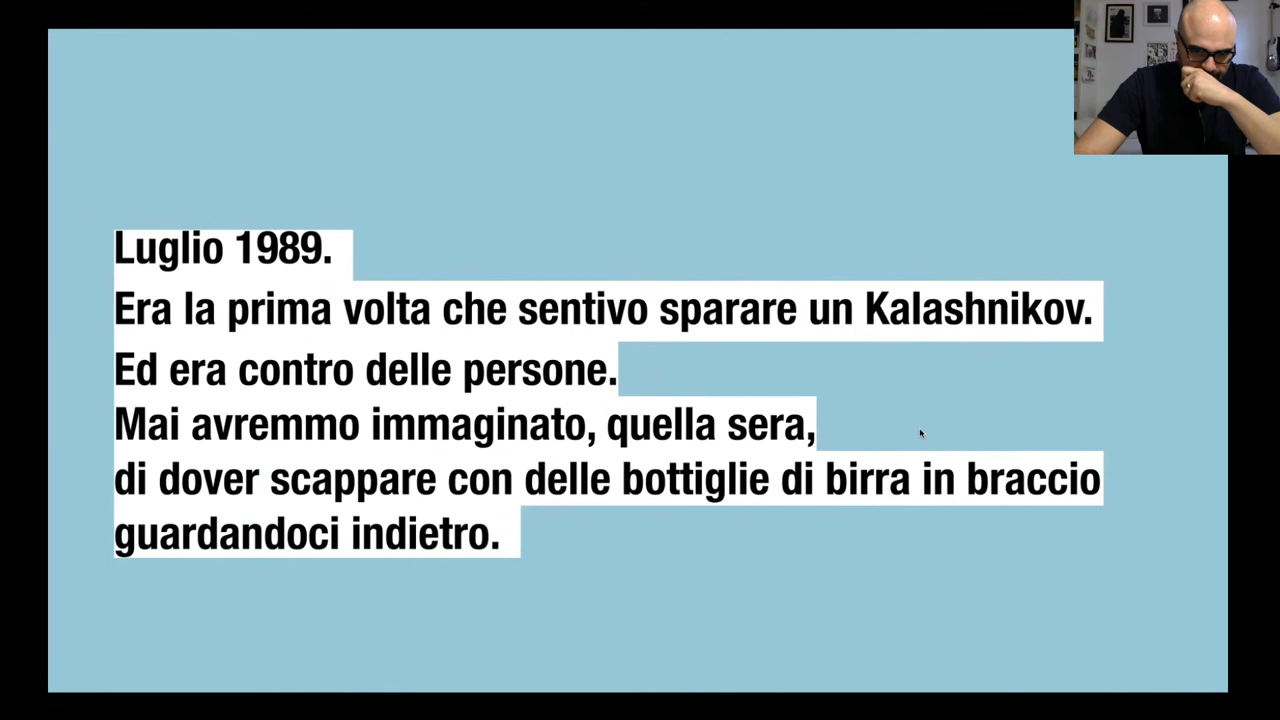 Luglio 1989.
Era la prima volta che sentivo sparare un Kalashnikov.
Ed era contro delle persone.
Mai avremmo immaginato, quella sera,
di dover scappare con delle bottiglie di birra in braccio
guardandoci indietro.